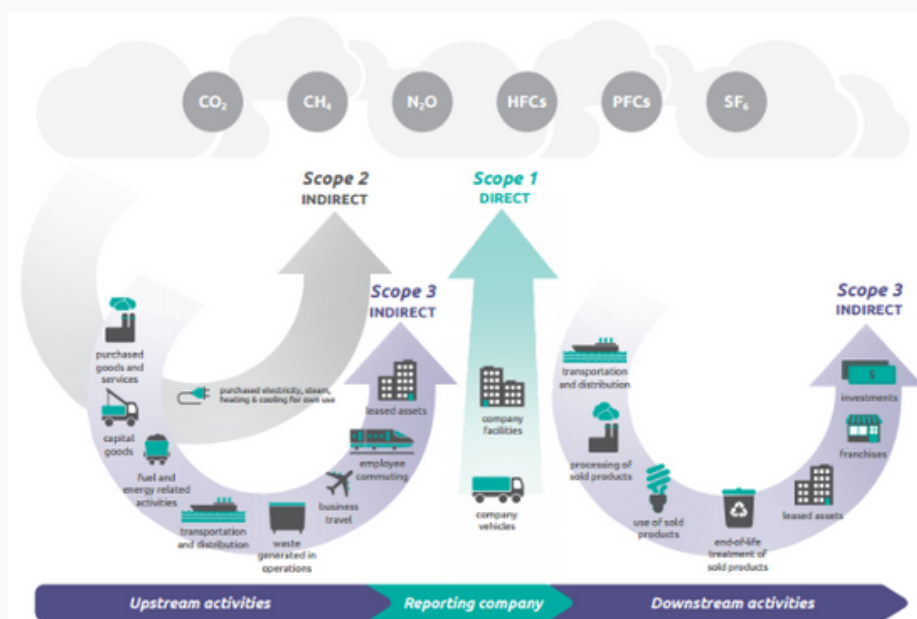 CO₂
CH₄
N₂O
HFCs
PFCs
SF₆
Scope 2
INDIRECT
Scope 1
DIRECT
Scope 3
INDIRECT
Scope 3
INDIRECT
purchased
goods and
services
capital
goods
fuel and
energy related
activities
transportation
and distribution
waste
generated in
operations
business
travel
employee
commuting
leased assets
purchased electricity, steam,
heating & cooling for own use
company
facilities
company
vehicles
transportation
and distribution
processing of
sold products
use of sold
products
end-of-life
treatment of
sold products
leased assets
franchises
$
investments
Upstream activities
Reporting company
Downstream activities